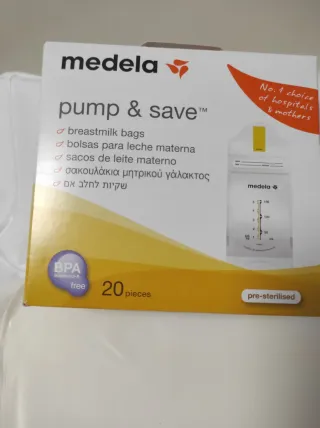 medela
No. 1 choice
of hospitals
& mothers
pump & save™
breastmilk bags
bolsas para leche materna
sacos de leite materno
σακουλάκια μητρικού γάλακτος
שקיות לחלב אם
medela
BPA
free
20 pieces
pre-sterilised